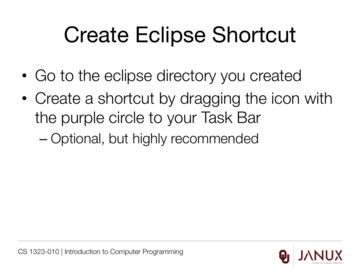 Create Eclipse Shortcut
• Go to the eclipse directory you created
• Create a shortcut by dragging the icon with
the purple circle to your Task Bar
– Optional, but highly recommended
CS 1323-010 | Introduction to Computer Programming
JANUX